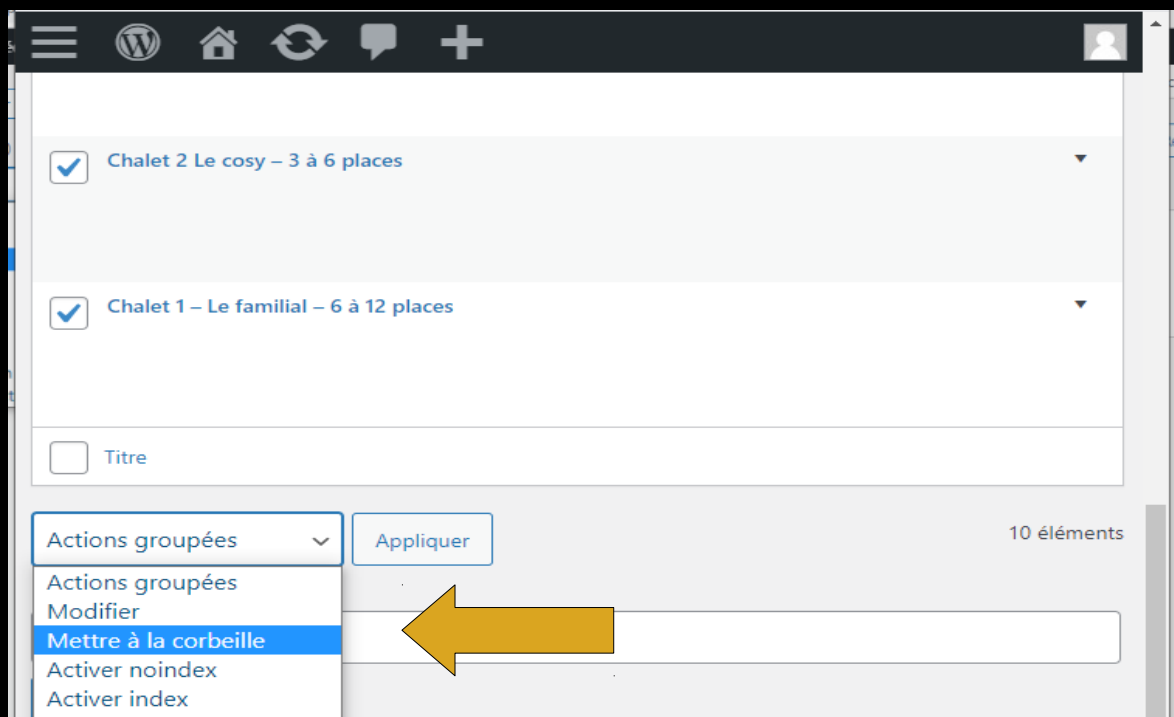 Chalet 2 Le cosy – 3 à 6 places
Chalet 1 – Le familial – 6 à 12 places
Titre
Actions groupées
Appliquer
10 éléments
Actions groupées
Modifier
Mettre à la corbeille
Activer noindex
Activer index